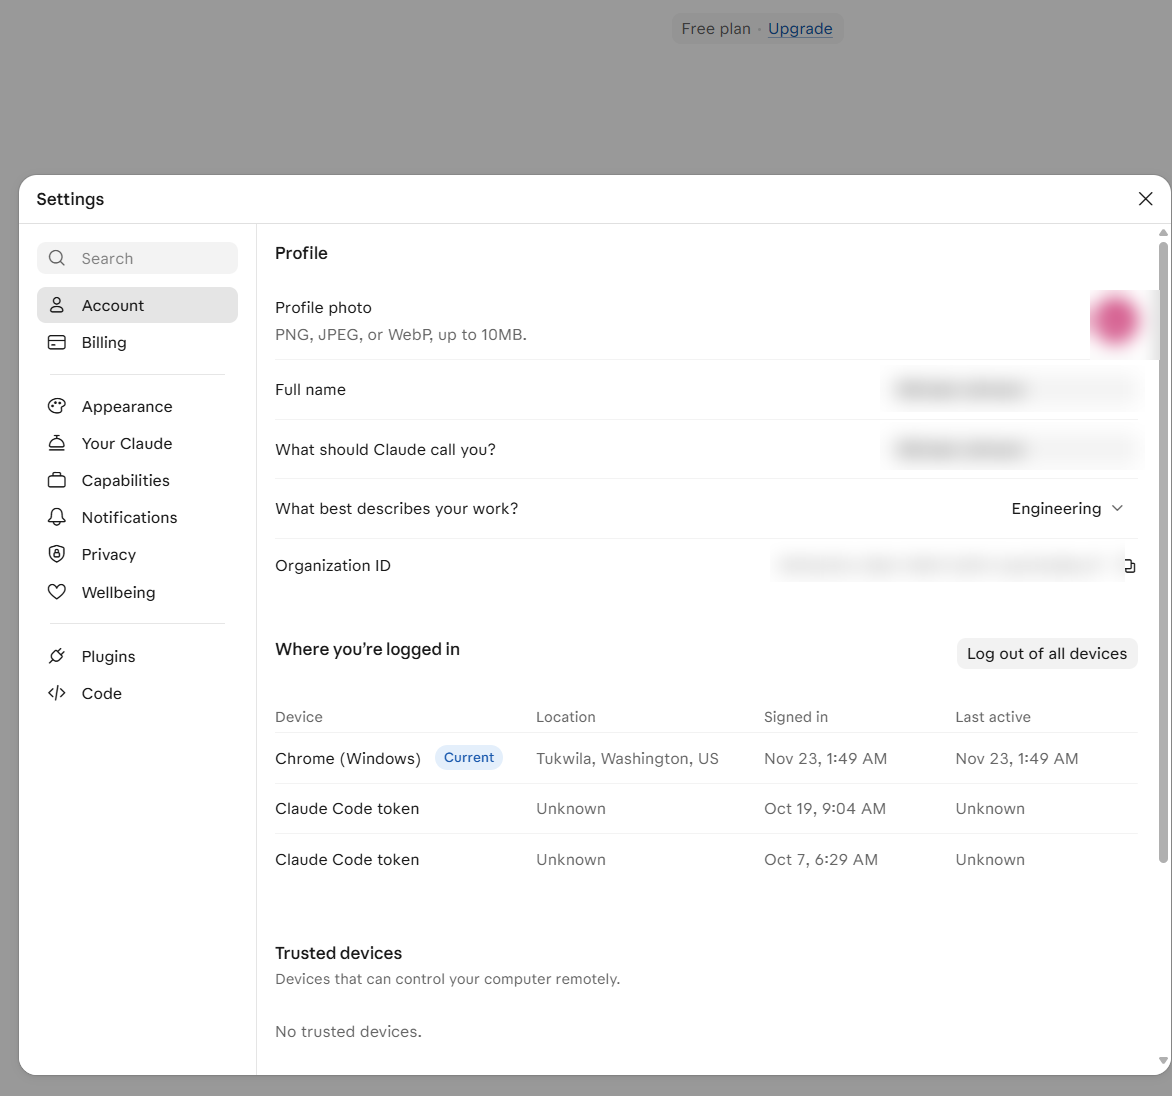 Free plan · Upgrade
Settings
Search
Account
Billing
Appearance
Your Claude
Capabilities
Notifications
Privacy
Wellbeing
Plugins
Code
Profile
Profile photo
PNG, JPEG, or WebP, up to 10MB.
Full name
What should Claude call you?
What best describes your work?
Engineering
Organization ID
Where you’re logged in
Log out of all devices
Device Location Signed in Last active
Chrome (Windows) Current Tukwila, Washington, US Nov 23, 1:49 AM Nov 23, 1:49 AM
Claude Code token Unknown Oct 19, 9:04 AM Unknown
Claude Code token Unknown Oct 7, 6:29 AM Unknown
Trusted devices
Devices that can control your computer remotely.
No trusted devices.